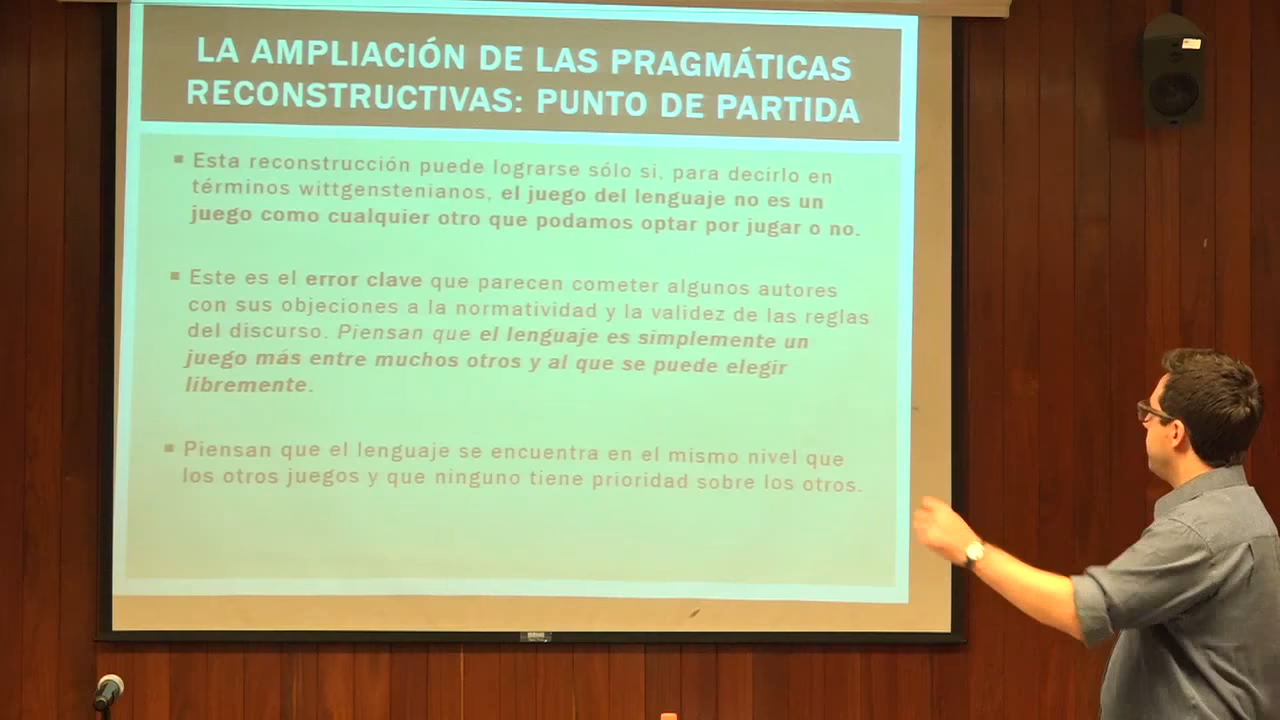 LA AMPLIACIÓN DE LAS PRAGMÁTICAS
RECONSTRUCTIVAS: PUNTO DE PARTIDA
▪ Esta reconstrucción puede lograrse sólo si, para decirlo en
términos wittgenstenianos, el juego del lenguaje no es un
juego como cualquier otro que podamos optar por jugar o no.
▪ Este es el error clave que parecen cometer algunos autores
con sus objeciones a la normatividad y la validez de las reglas
del discurso. Piensan que el lenguaje es simplemente un
juego más entre muchos otros y al que se puede elegir
libremente.
▪ Piensan que el lenguaje se encuentra en el mismo nivel que
los otros juegos y que ninguno tiene prioridad sobre los otros.